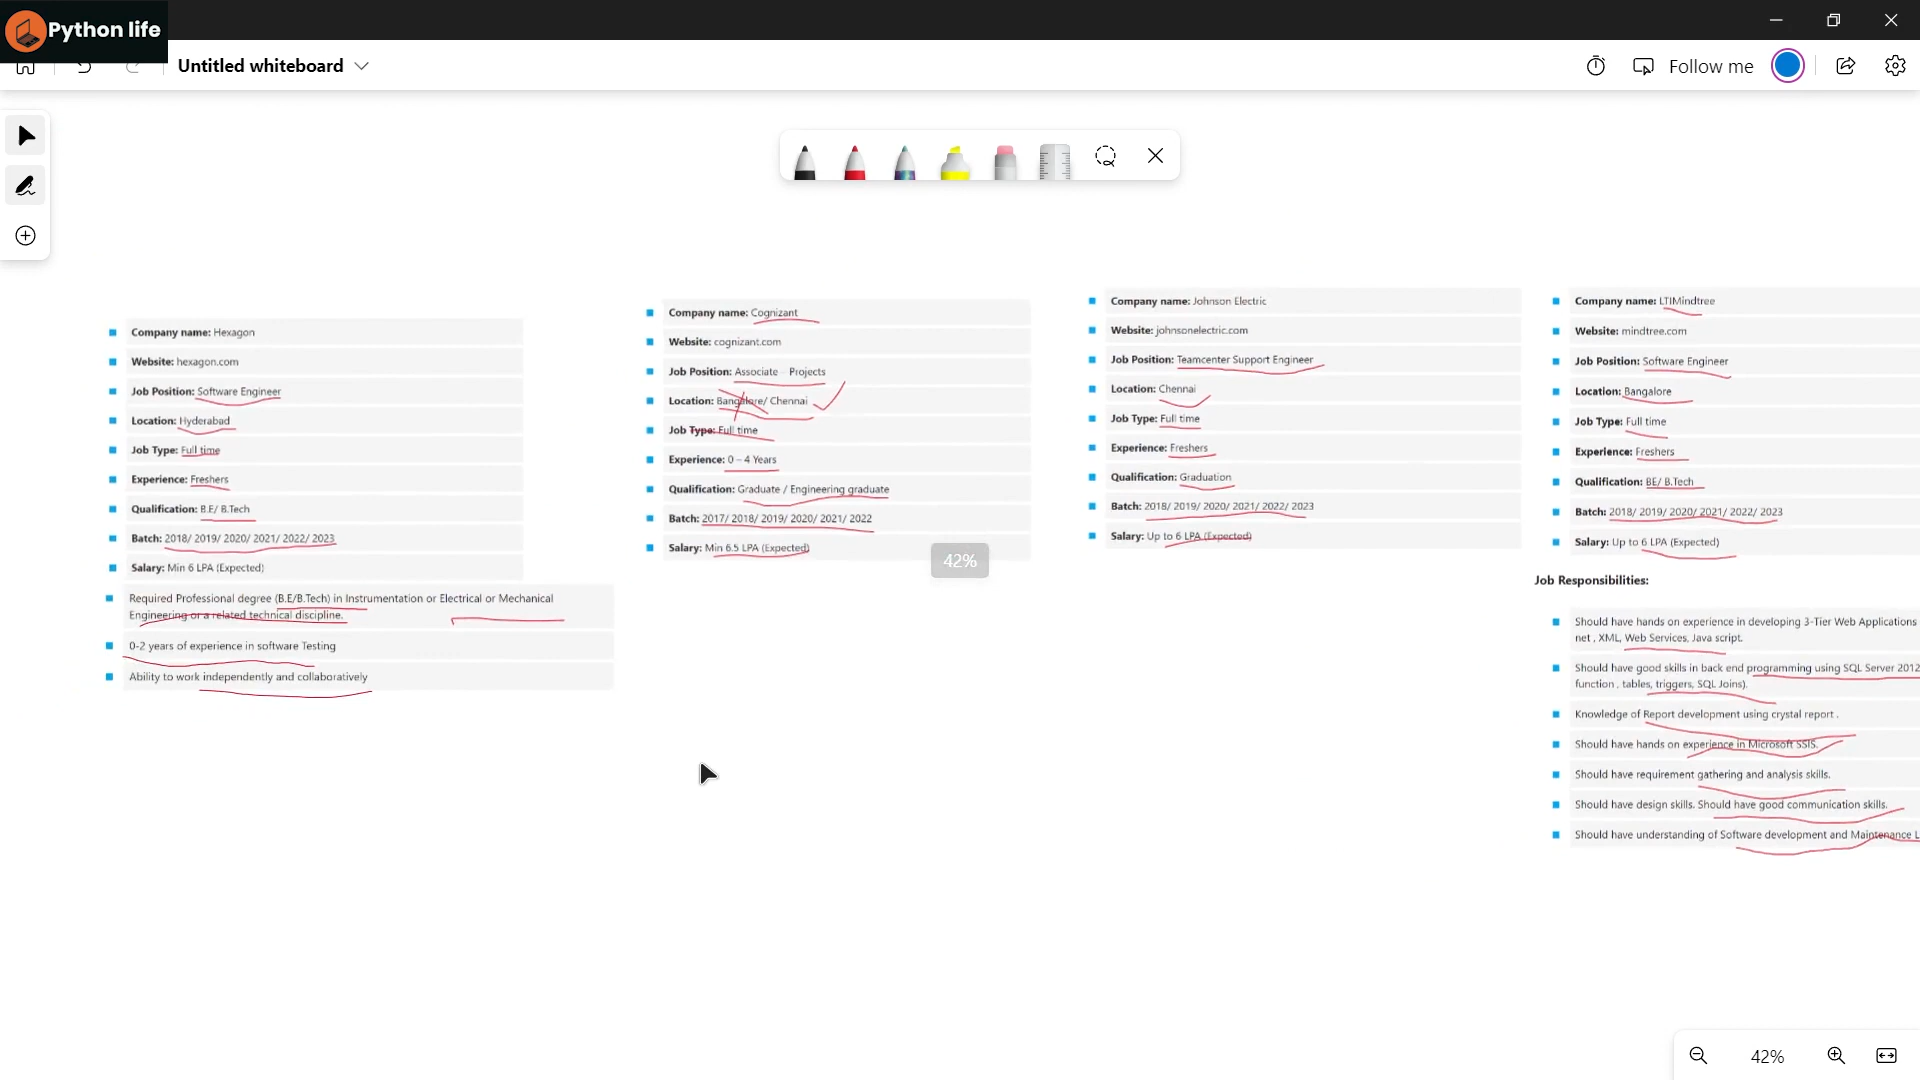 Python life
Untitled whiteboard
Follow me
Company name: Hexagon
Website: hexagon.com
Job Position: Software Engineer
Location: Hyderabad
Job Type: Full time
Experience: Freshers
Qualification: B.E/ B.Tech
Batch: 2018/ 2019/ 2020/ 2021/ 2022/ 2023
Salary: Min 6 LPA (Expected)
Required Professional degree (B.E/B.Tech) in Instrumentation or Electrical or Mechanical
Engineering or a related technical discipline.
0-2 years of experience in software Testing
Ability to work independently and collaboratively
Company name: Cognizant
Website: cognizant.com
Job Position: Associate – Projects
Location: Bangalore/ Chennai
Job Type: Full time
Experience: 0 – 4 Years
Qualification: Graduate / Engineering graduate
Batch: 2017/ 2018/ 2019/ 2020/ 2021/ 2022
Salary: Min 6.5 LPA (Expected)
42%
Company name: Johnson Electric
Website: johnsonelectric.com
Job Position: Teamcenter Support Engineer
Location: Chennai
Job Type: Full time
Experience: Freshers
Qualification: Graduation
Batch: 2018/ 2019/ 2020/ 2021/ 2022/ 2023
Salary: Up to 6 LPA (Expected)
Company name: LTIMindtree
Website: mindtree.com
Job Position: Software Engineer
Location: Bangalore
Job Type: Full time
Experience: Freshers
Qualification: BE/ B.Tech
Batch: 2018/ 2019/ 2020/ 2021/ 2022/ 2023
Salary: Up to 6 LPA (Expected)
Job Responsibilities:
Should have hands on experience in developing 3-Tier Web Applications
net , XML, Web Services, Java script.
Should have good skills in back end programming using SQL Server 2012
function , tables, triggers, SQL Joins).
Knowledge of Report development using crystal report .
Should have hands on experience in Microsoft SSIS.
Should have requirement gathering and analysis skills.
Should have design skills. Should have good communication skills.
Should have understanding of Software development and Maintenance L
42%